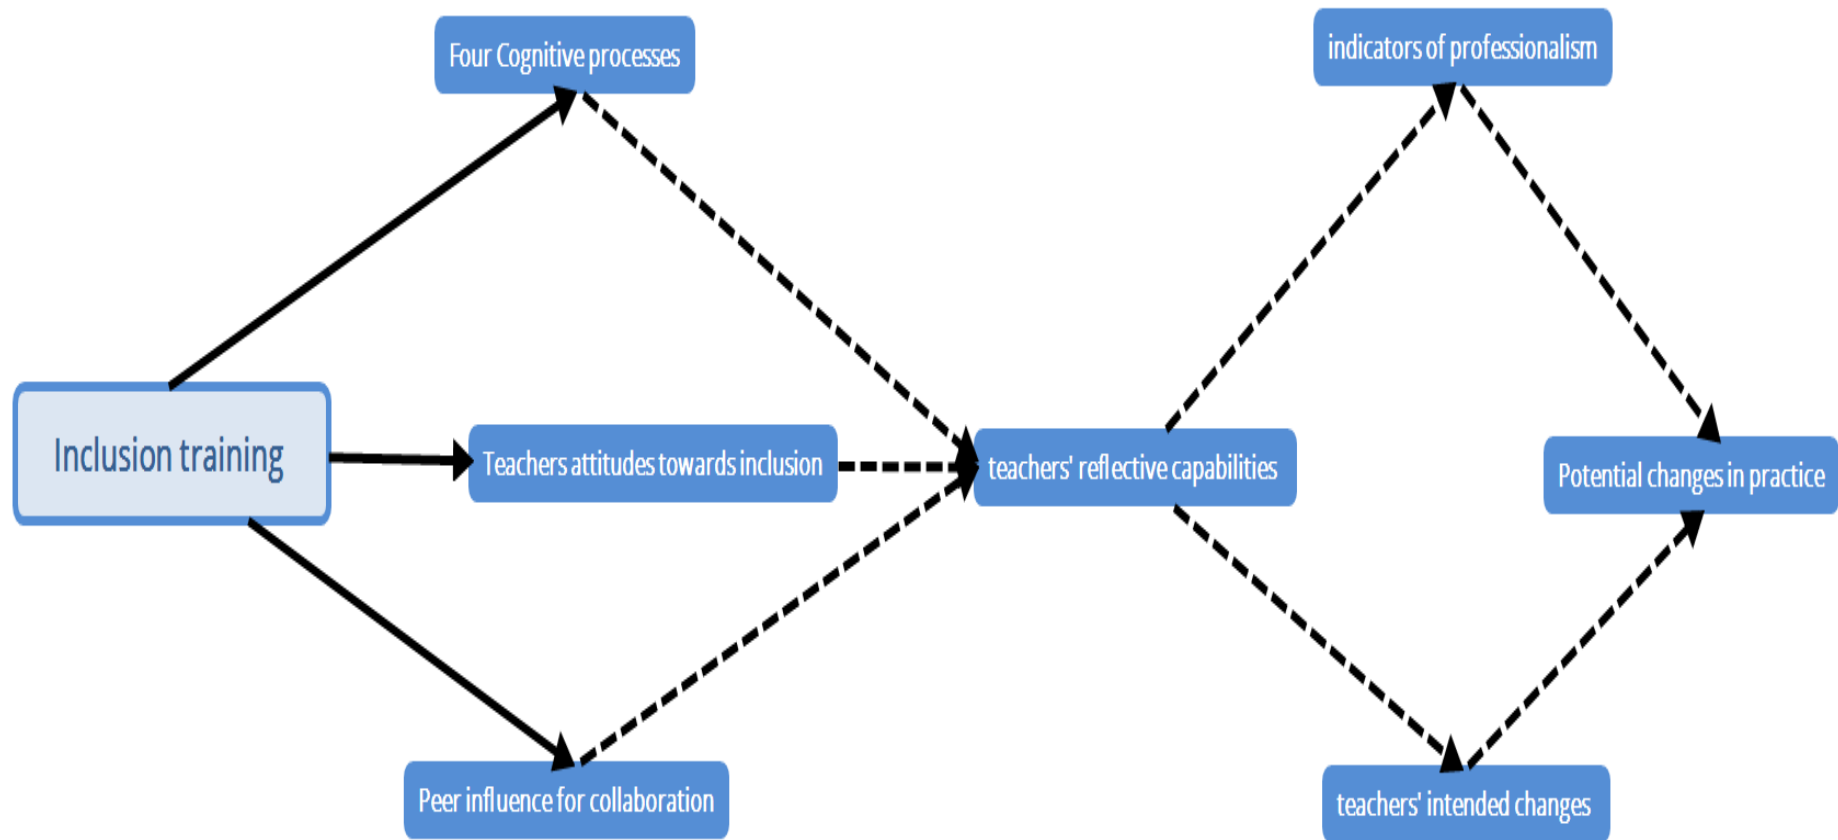 Four Cognitive processes
indicators of professionalism
Inclusion training
Teachers attitudes towards inclusion
teachers' reflective capabilities
Potential changes in practice
Peer influence for collaboration
teachers' intended changes